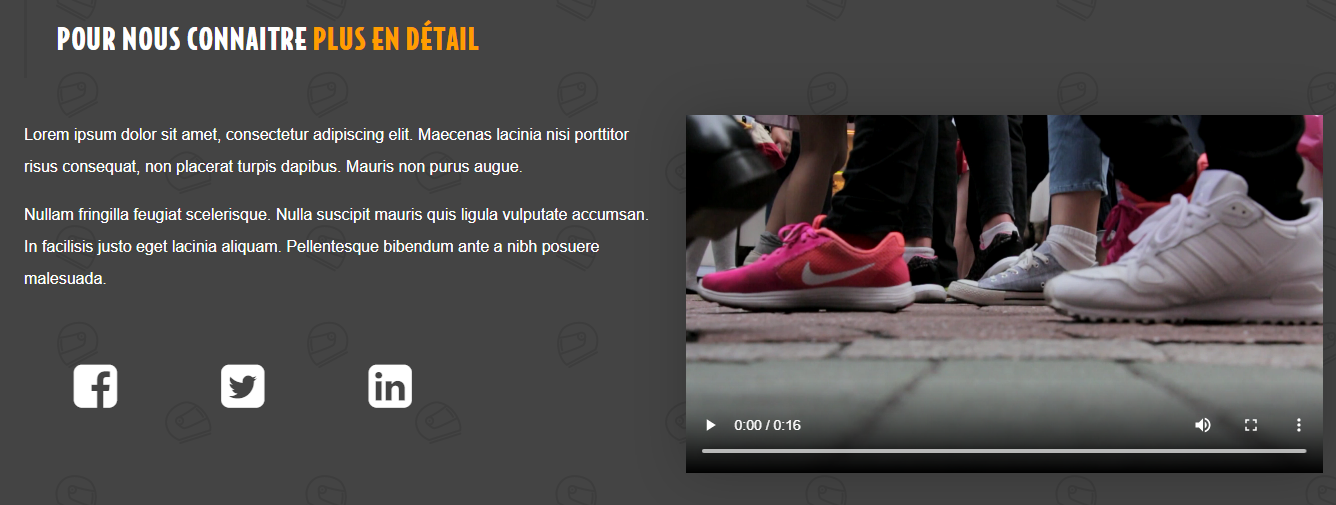 POUR NOUS CONNAITRE PLUS EN DÉTAIL
Lorem ipsum dolor sit amet, consectetur adipiscing elit. Maecenas lacinia nisi porttitor
risus consequat, non placerat turpis dapibus. Mauris non purus augue.
Nullam fringilla feugiat scelerisque. Nulla suscipit mauris quis ligula vulputate accumsan.
In facilisis justo eget lacinia aliquam. Pellentesque bibendum ante a nibh posuere
malesuada.
f
in
0:00 / 0:16